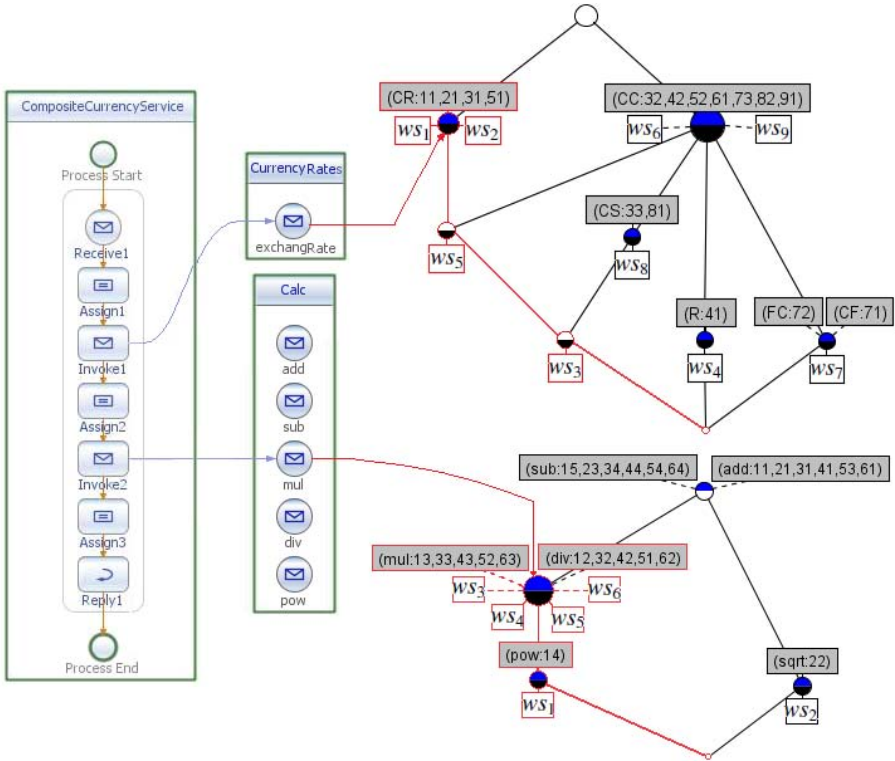 CompositeCurrencyService
Process Start
Receive1
Assign1
Invoke1
Assign2
Invoke2
Assign3
Reply1
Process End
CurrencyRates
exchangRate
Calc
add
sub
mul
div
pow
(CR:11,21,31,51)
ws1
ws2
(CC:32,42,52,61,73,82,91)
ws6
ws9
(CS:33,81)
ws5
ws8
(R:41)
(FC:72)
(CF:71)
ws3
ws4
ws7
(sub:15,23,34,44,54,64)
(add:11,21,31,41,53,61)
(mul:13,33,43,52,63)
(div:12,32,42,51,62)
ws3
ws6
ws4
ws5
(pow:14)
(sqrt:22)
ws1
ws2